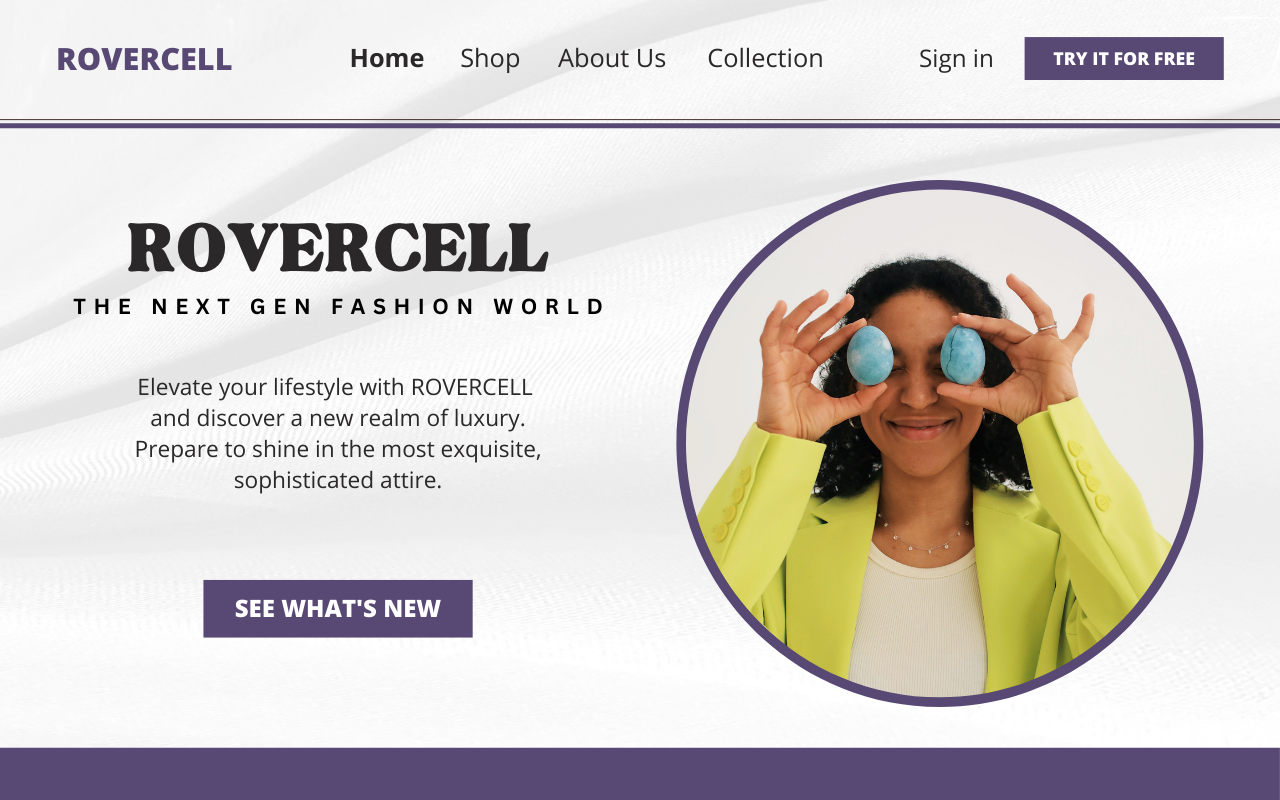 ROVERCELL
Home
Shop
About Us
Collection
Sign in
TRY IT FOR FREE
ROVERCELL
THE NEXT GEN FASHION WORLD
Elevate your lifestyle with ROVERCELL
and discover a new realm of luxury.
Prepare to shine in the most exquisite,
sophisticated attire.
SEE WHAT'S NEW